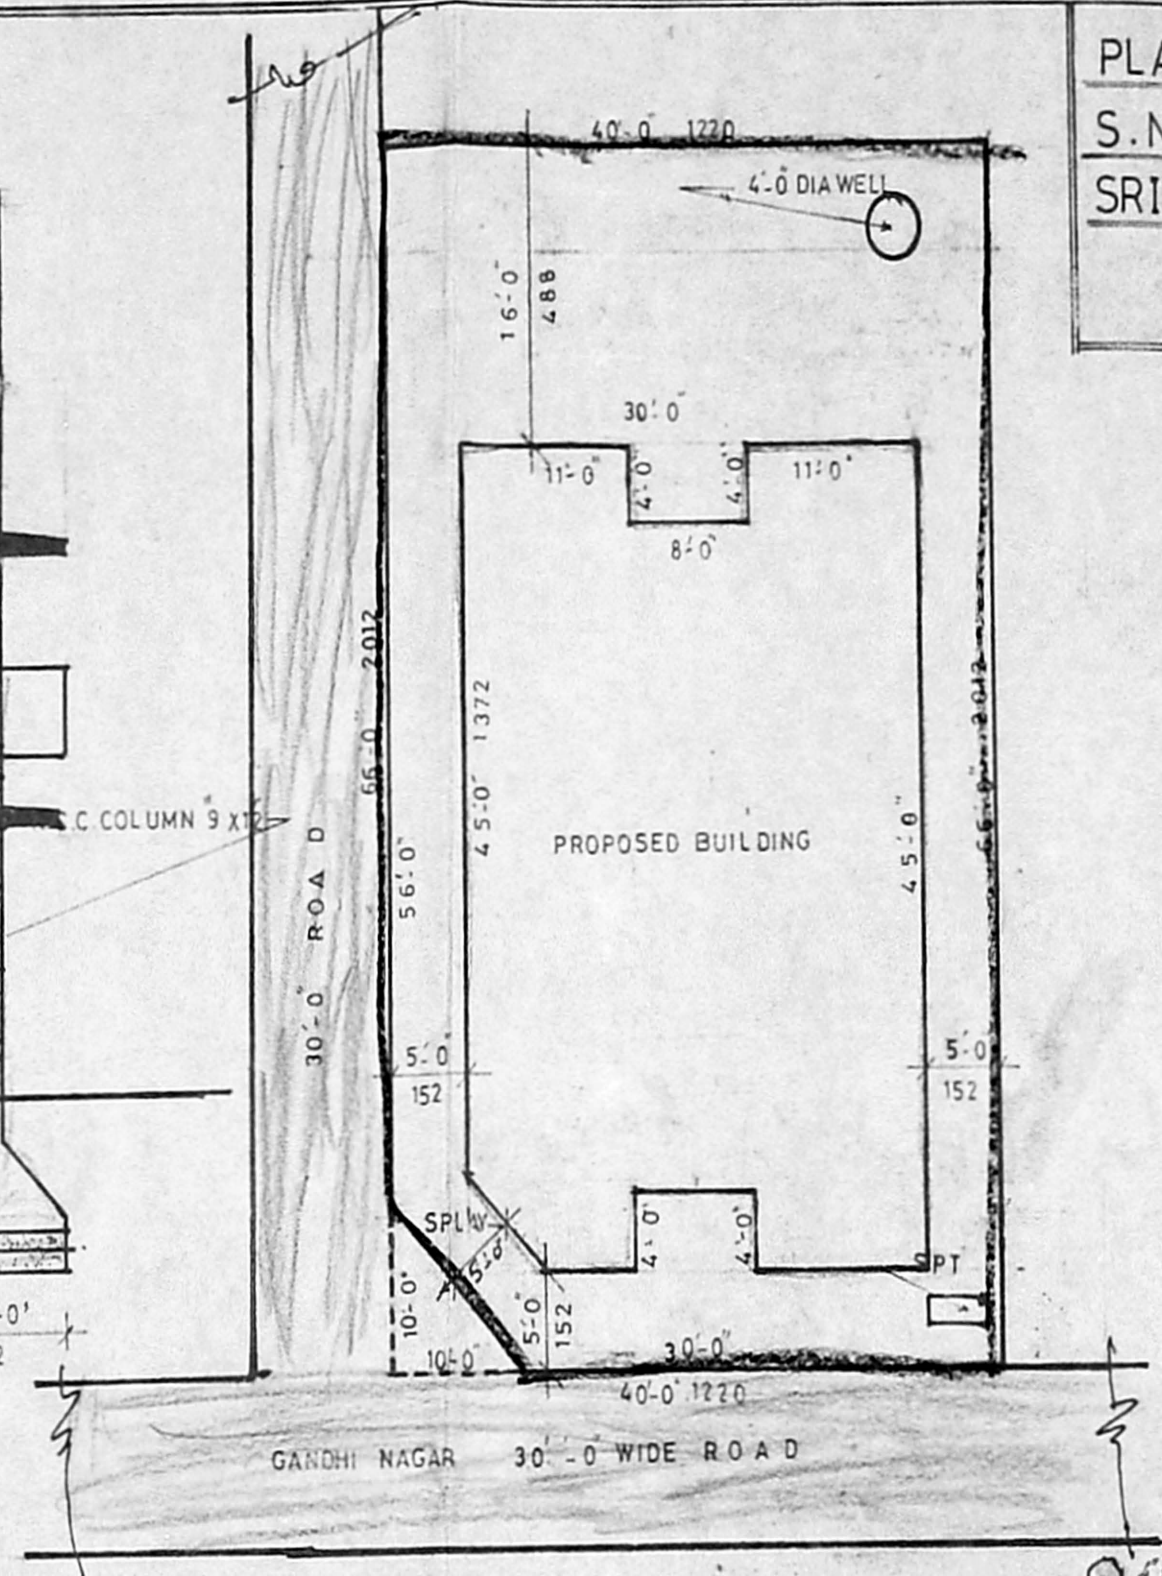 PLA
S.N
SRI
40'-0" 1220
4'-0" DIA WELL
16'-0"
488
30'-0"
11'-0"
4'-0"
4'-0"
11'-0"
8'-0"
66'-0" 2012
45'-0" 1372
66'-0" 2012
.C. COLUMN 9"X12"
PROPOSED BUILDING
45'-0"
56'-0"
30'-0" ROAD
5'-0"
152
5'-0"
152
SPLAY
5'-0"
4'-0"
4'-0"
PT
10'-0"
5'-0"
152
10'-0"
30'-0"
40'-0" 1220
GANDHI NAGAR 30'-0" WIDE ROAD